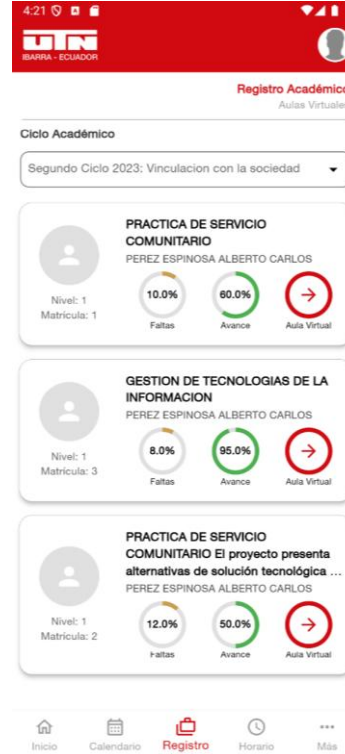 4:21
UTN
IBARRA - ECUADOR
Registro Académico
Aulas Virtuales
Ciclo Académico
Segundo Ciclo 2023: Vinculacion con la sociedad
PRACTICA DE SERVICIO
COMUNITARIO
PEREZ ESPINOSA ALBERTO CARLOS
Nivel: 1
Matrícula: 1
10.0%
60.0%
Faltas
Avance
Aula Virtual
GESTION DE TECNOLOGIAS DE LA
INFORMACION
PEREZ ESPINOSA ALBERTO CARLOS
Nivel: 1
Matrícula: 3
8.0%
95.0%
Faltas
Avance
Aula Virtual
PRACTICA DE SERVICIO
COMUNITARIO El proyecto presenta
alternativas de solución tecnológica ...
PEREZ ESPINOSA ALBERTO CARLOS
Nivel: 1
Matrícula: 2
12.0%
50.0%
Faltas
Avance
Aula Virtual
Inicio
Calendario
Registro
Horario
Más